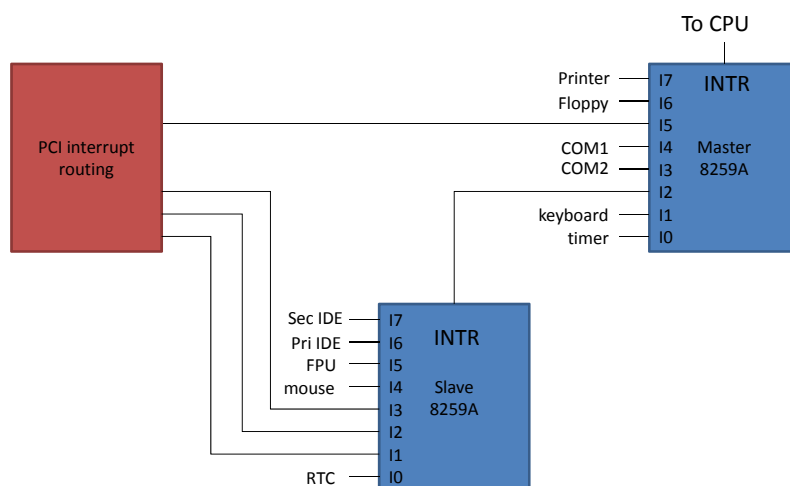 To CPU
Printer I7 INTR
Floppy I6
I5
PCI interrupt
routing
COM1 I4 Master
COM2 I3 8259A
I2
keyboard I1
timer I0
Sec IDE I7
Pri IDE I6 INTR
FPU I5
mouse I4 Slave
I3 8259A
I2
I1
RTC I0